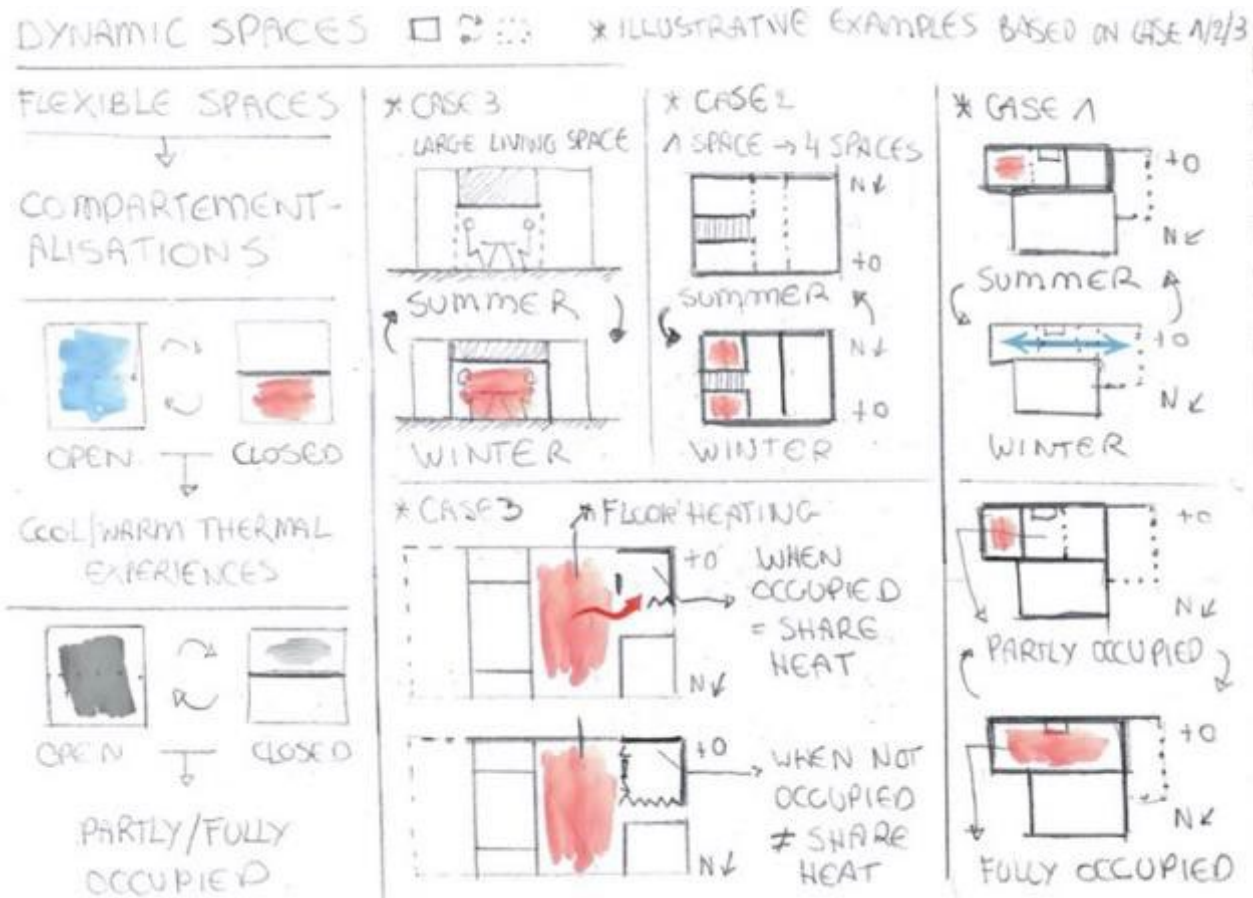 DYNAMIC SPACES
* ILLUSTRATIVE EXAMPLES BASED ON CASE 1/2/3
FLEXIBLE SPACES
COMPARTEMENT-
ALISATIONS
OPEN
CLOSED
COOL/WARM THERMAL
EXPERIENCES
OPEN
CLOSED
PARTLY/FULLY
OCCUPIED
* CASE 3
LARGE LIVING SPACE
SUMMER
WINTER
* CASE 2
1 SPACE → 4 SPACES
N
+0
SUMMER
N
+0
WINTER
* CASE 1
+0
N
SUMMER
+0
N
WINTER
* CASE 3
* FLOOR HEATING
+0
WHEN
OCCUPIED
= SHARE
HEAT
N
+0
WHEN NOT
OCCUPIED
≠ SHARE
HEAT
N
+0
N
PARTLY OCCUPIED
+0
N
FULLY OCCUPIED